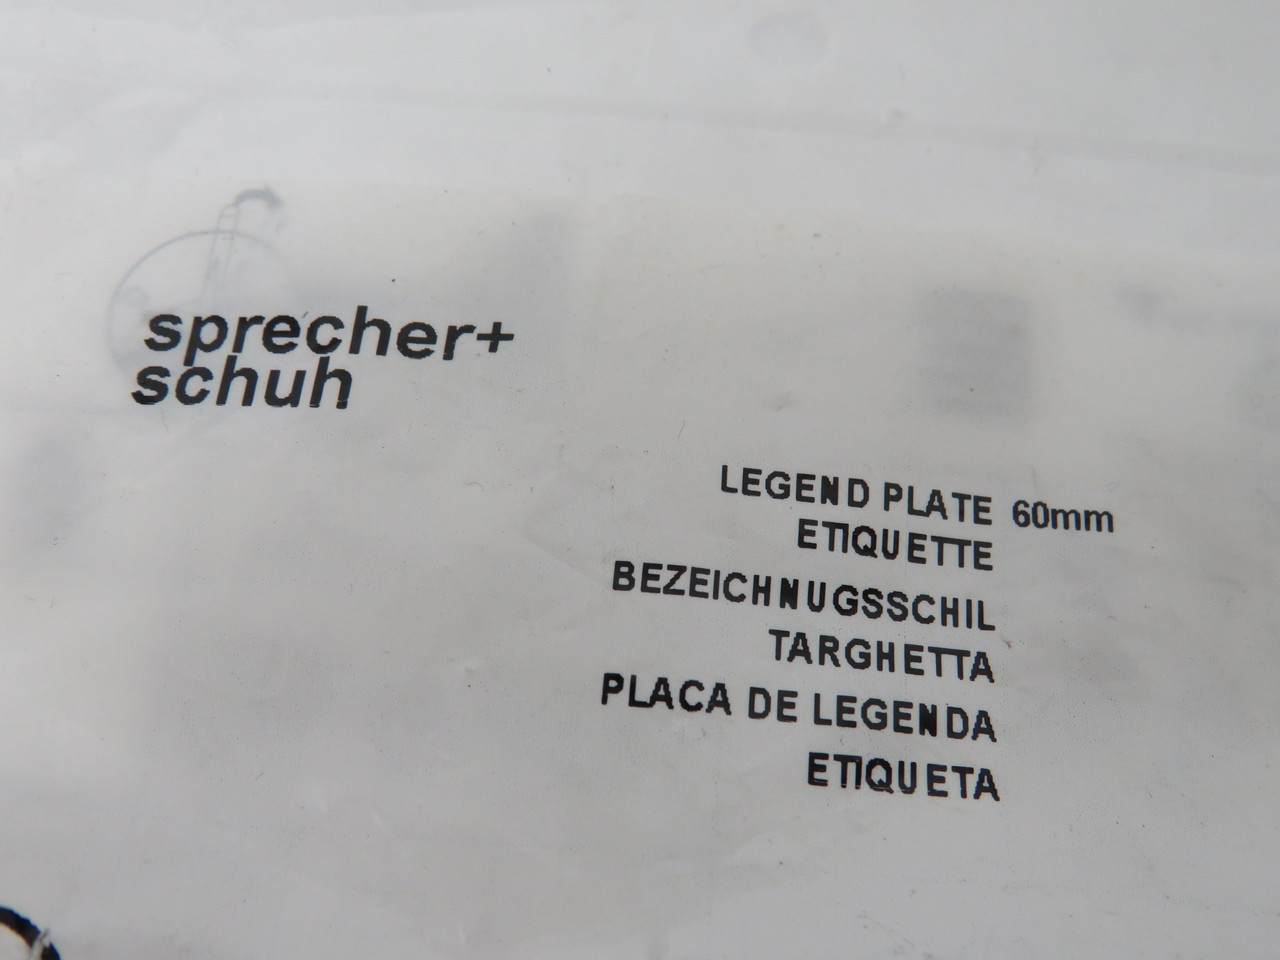 sprecher+
schuh
LEGEND PLATE 60mm
ETIQUETTE
BEZEICHNUGSSCHIL
TARGHETTA
PLACA DE LEGENDA
ETIQUETA